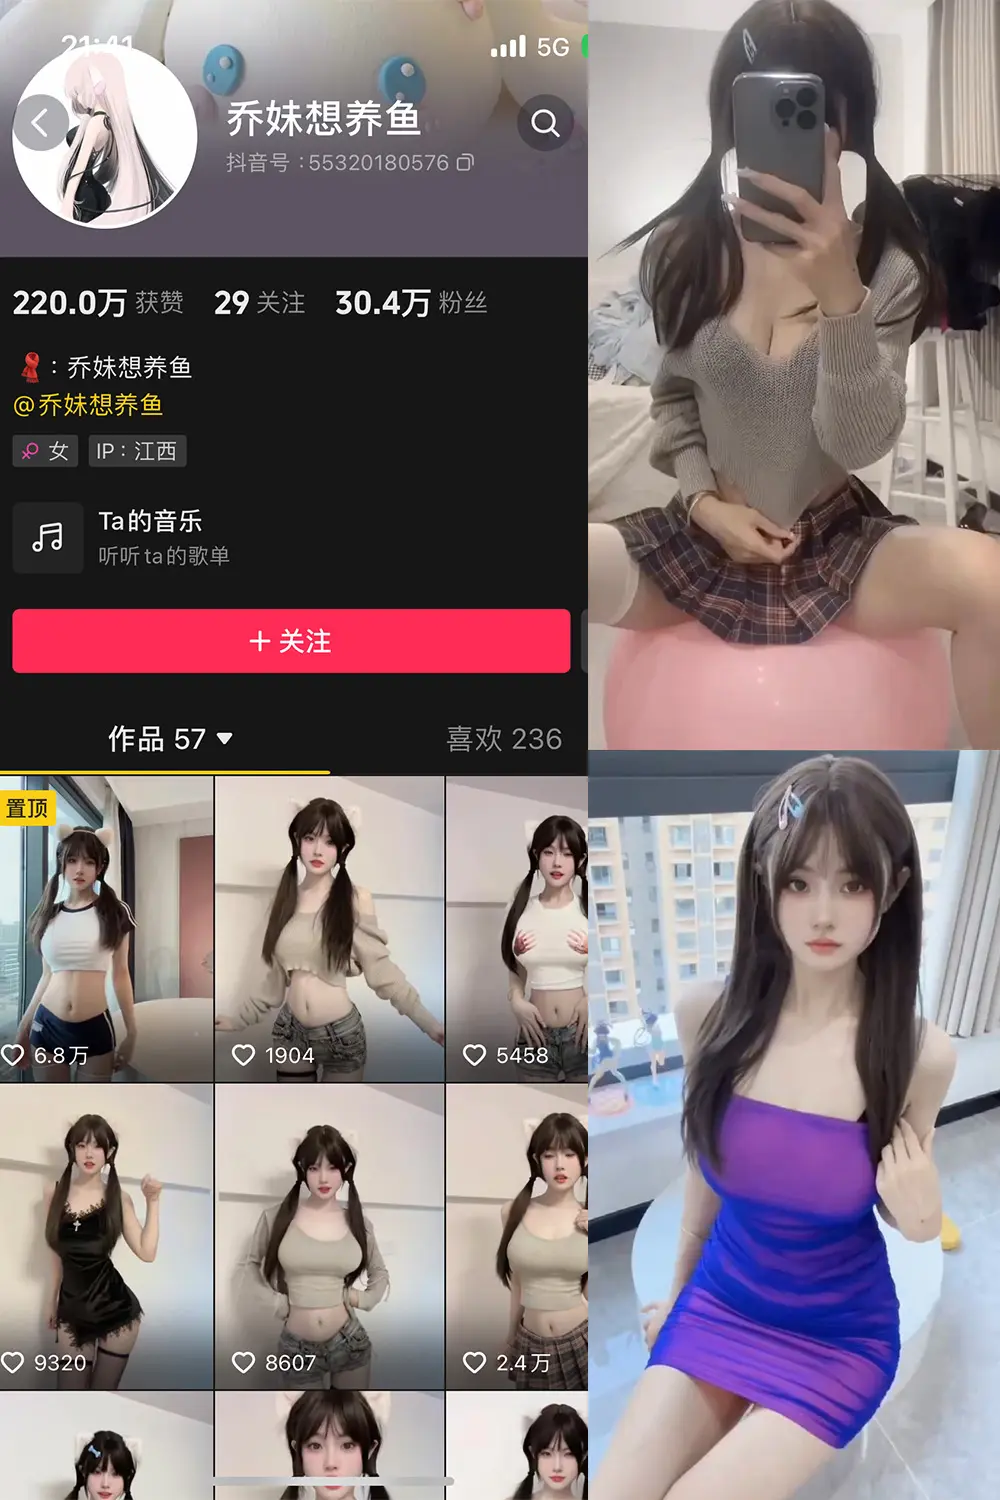 21:41
5G
乔妹想养鱼
抖音号：55320180576
220.0万 获赞 29 关注 30.4万 粉丝
：乔妹想养鱼
@乔妹想养鱼
女 IP：江西
Ta的音乐
听听ta的歌单
+ 关注
作品 57 喜欢 236
置顶
6.8万 1904 5458
9320 8607 2.4万